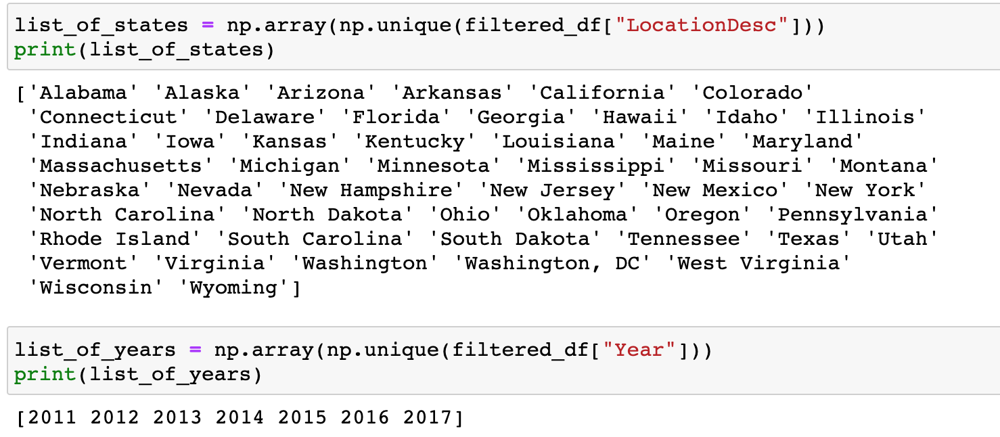 list_of_states = np.array(np.unique(filtered_df["LocationDesc"]))
print(list_of_states)
['Alabama' 'Alaska' 'Arizona' 'Arkansas' 'California' 'Colorado'
'Connecticut' 'Delaware' 'Florida' 'Georgia' 'Hawaii' 'Idaho' 'Illinois'
'Indiana' 'Iowa' 'Kansas' 'Kentucky' 'Louisiana' 'Maine' 'Maryland'
'Massachusetts' 'Michigan' 'Minnesota' 'Mississippi' 'Missouri' 'Montana'
'Nebraska' 'Nevada' 'New Hampshire' 'New Jersey' 'New Mexico' 'New York'
'North Carolina' 'North Dakota' 'Ohio' 'Oklahoma' 'Oregon' 'Pennsylvania'
'Rhode Island' 'South Carolina' 'South Dakota' 'Tennessee' 'Texas' 'Utah'
'Vermont' 'Virginia' 'Washington' 'Washington, DC' 'West Virginia'
'Wisconsin' 'Wyoming']
list_of_years = np.array(np.unique(filtered_df["Year"]))
print(list_of_years)
[2011 2012 2013 2014 2015 2016 2017]